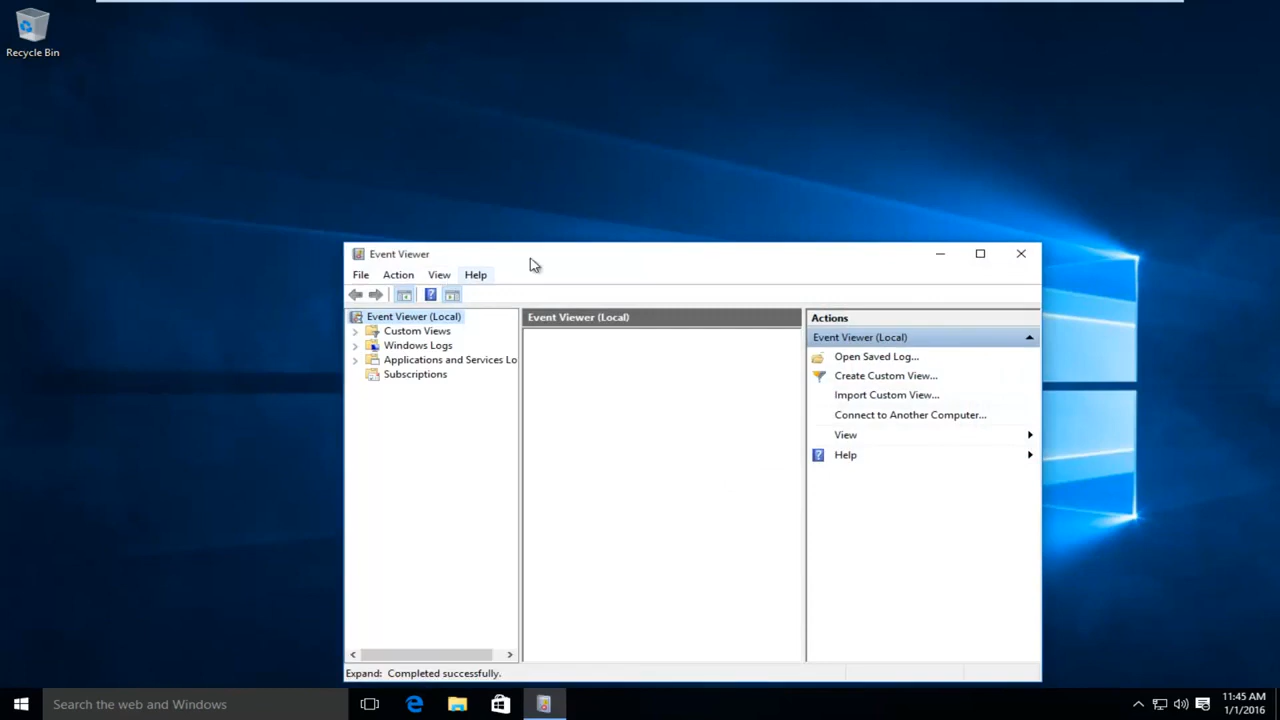 Recycle Bin
Event Viewer
File Action View Help
Event Viewer (Local)
Custom Views
Windows Logs
Applications and Services Lo
Subscriptions
Event Viewer (Local)
Actions
Event Viewer (Local)
Open Saved Log...
Create Custom View...
Import Custom View...
Connect to Another Computer...
View
Help
Expand: Completed successfully.
Search the web and Windows
11:45 AM
1/1/2016